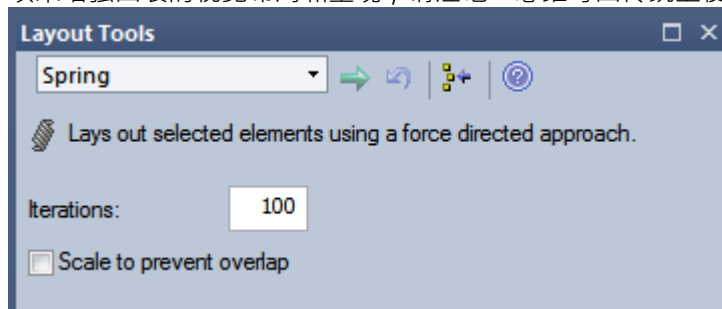 Layout Tools
Spring
Lays out selected elements using a force directed approach.
Iterations:
100
Scale to prevent overlap